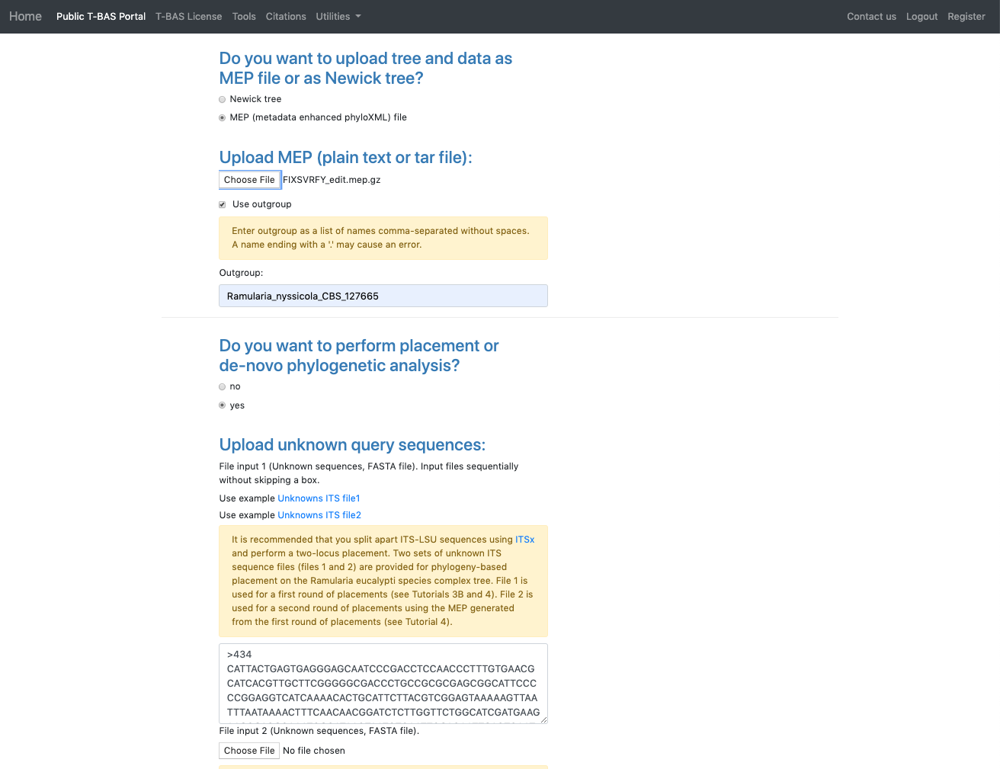 Home Public T-BAS Portal T-BAS License Tools Citations Utilities Contact us Logout Register
Do you want to upload tree and data as
MEP file or as Newick tree?
Newick tree
MEP (metadata enhanced phyloXML) file
Upload MEP (plain text or tar file):
Choose File FIXSVRFY_edit.mep.gz
Use outgroup
Enter outgroup as a list of names comma-separated without spaces.
A name ending with a '.' may cause an error.
Outgroup:
Ramularia_nyssicola_CBS_127665
Do you want to perform placement or
de-novo phylogenetic analysis?
no
yes
Upload unknown query sequences:
File input 1 (Unknown sequences, FASTA file). Input files sequentially
without skipping a box.
Use example Unknowns ITS file1
Use example Unknowns ITS file2
It is recommended that you split apart ITS-LSU sequences using ITSx
and perform a two-locus placement. Two sets of unknown ITS
sequence files (files 1 and 2) are provided for phylogeny-based
placement on the Ramularia eucalypti species complex tree. File 1 is
used for a first round of placements (see Tutorials 3B and 4). File 2 is
used for a second round of placements using the MEP generated
from the first round of placements (see Tutorial 4).
>434
CATTACTGAGTGAGGGAGCAATCCCGACCTCCAACCCTTTGTGAACG
CATCACGTTGCTTCGGGGGCGACCCTGCCGCGCGAGCGGCATTCCC
CCGGAGGTCATCAAAACACTGCATTCTTACGTCGGAGTAAAAAGTTAA
TTTAATAAAACTTTCAACAACGGATCTCTTGGTTCTGGCATCGATGAAG
File input 2 (Unknown sequences, FASTA file).
Choose File No file chosen